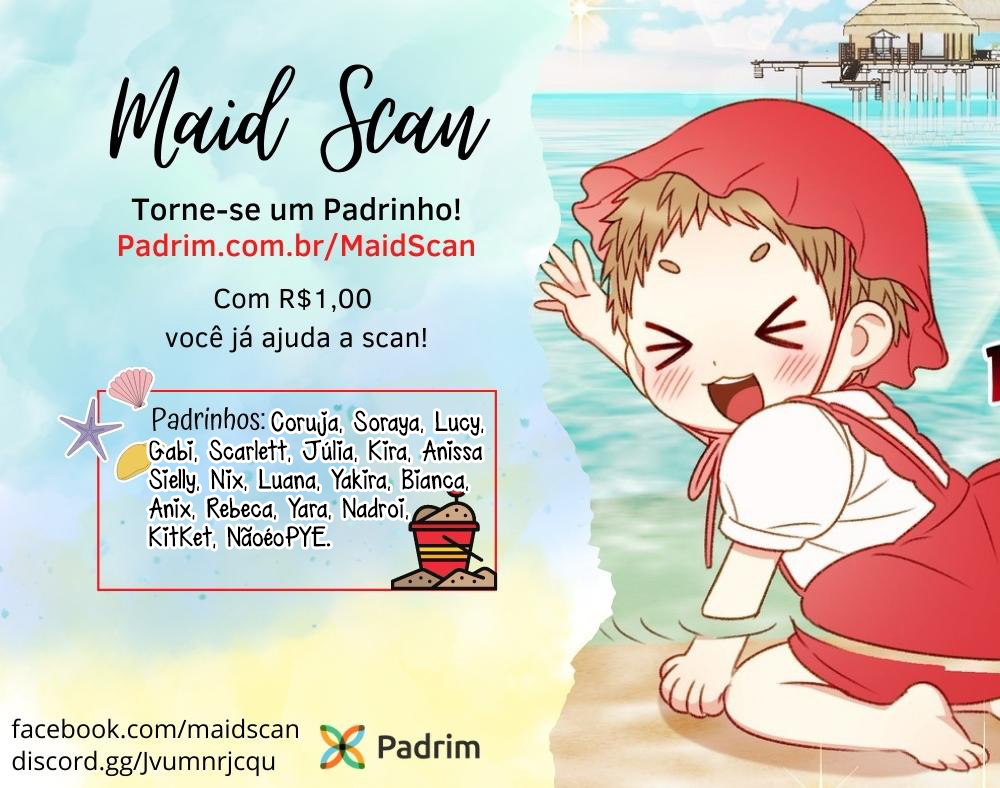 Maid Scan
Torne-se um Padrinho!
Padrim.com.br/MaidScan
Com R$1,00
você já ajuda a scan!
Padrinhos: Coruja, Soraya, Lucy,
Gabi, Scarlett, Júlia, Kira, Anissa
Sielly, Nix, Luana, Yakira, Bianca,
Anix, Rebeca, Yara, Nadroi,
KitKet, NãoéoPYE.
facebook.com/maidscan
discord.gg/Jvumnrjcqu
Padrim